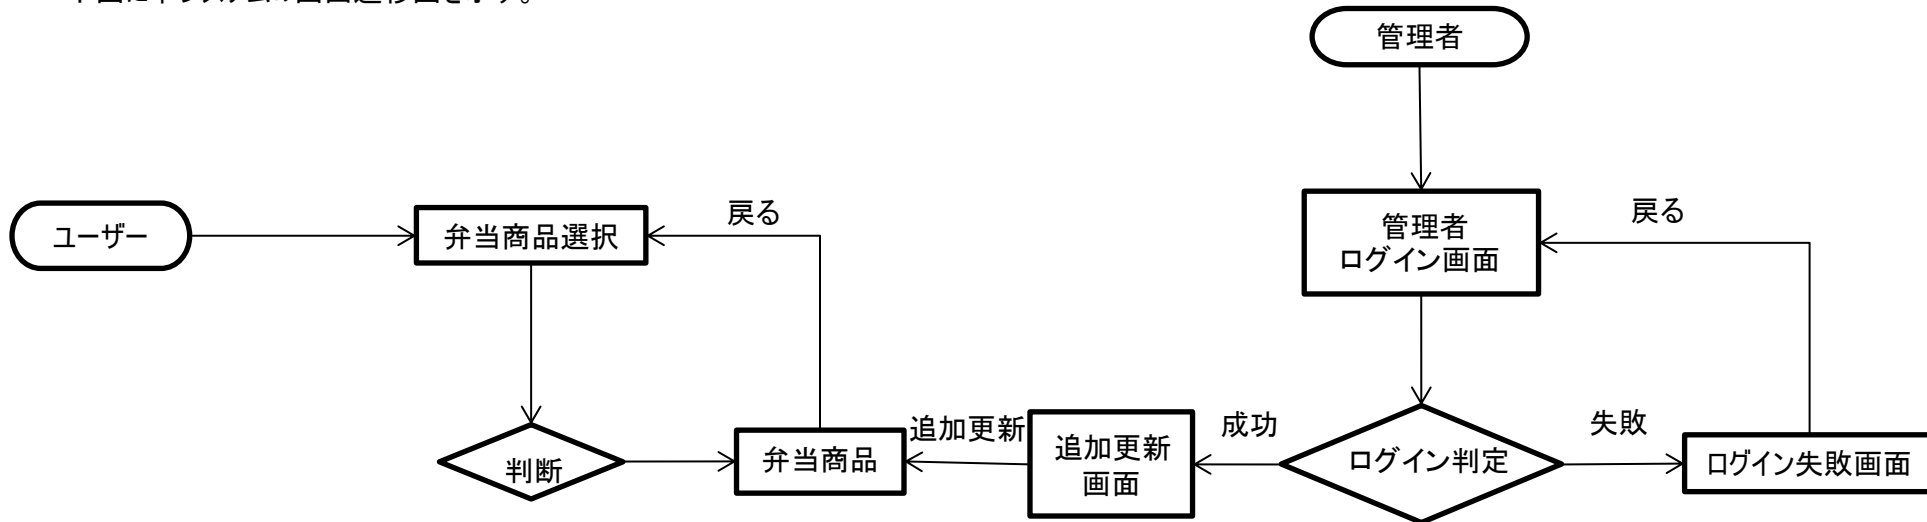 管理者
管理者
ログイン画面
戻る
ユーザー
弁当商品選択
戻る
判断
弁当商品
追加更新
追加更新
画面
成功
ログイン判定
失敗
ログイン失敗画面